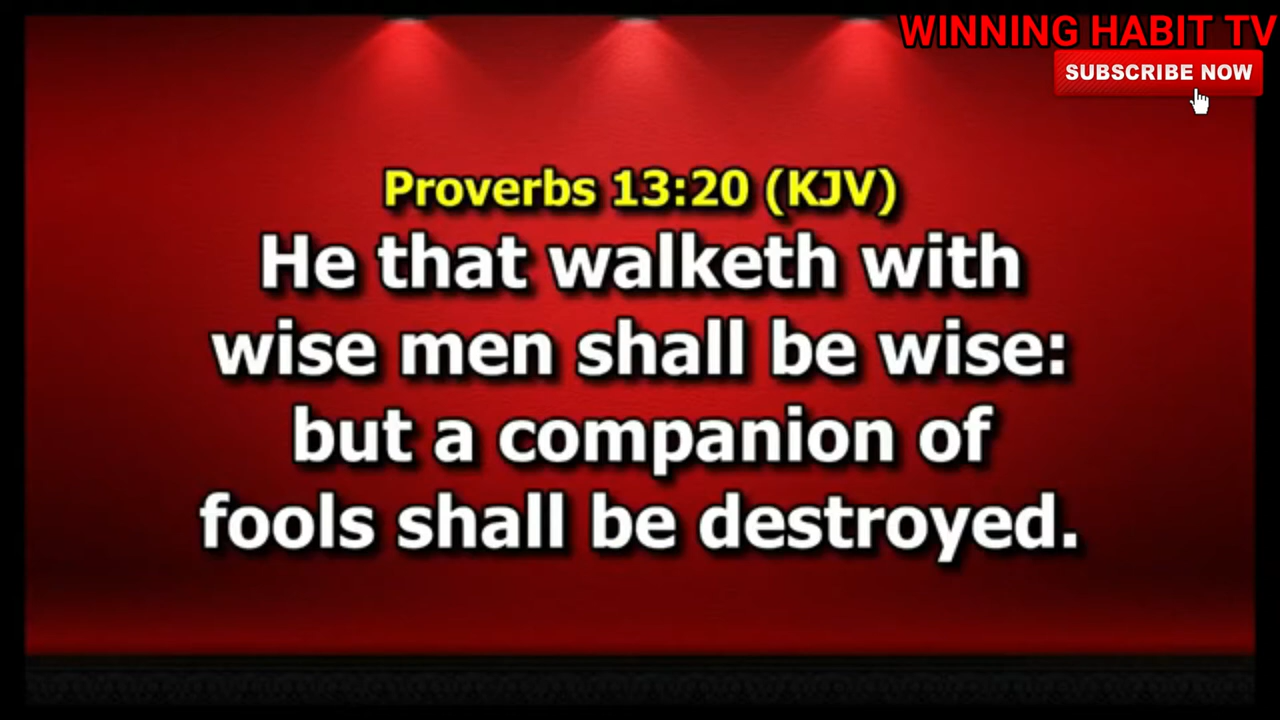 WINNING HABIT TV
SUBSCRIBE NOW
Proverbs 13:20 (KJV)
He that walketh with
wise men shall be wise:
but a companion of
fools shall be destroyed.